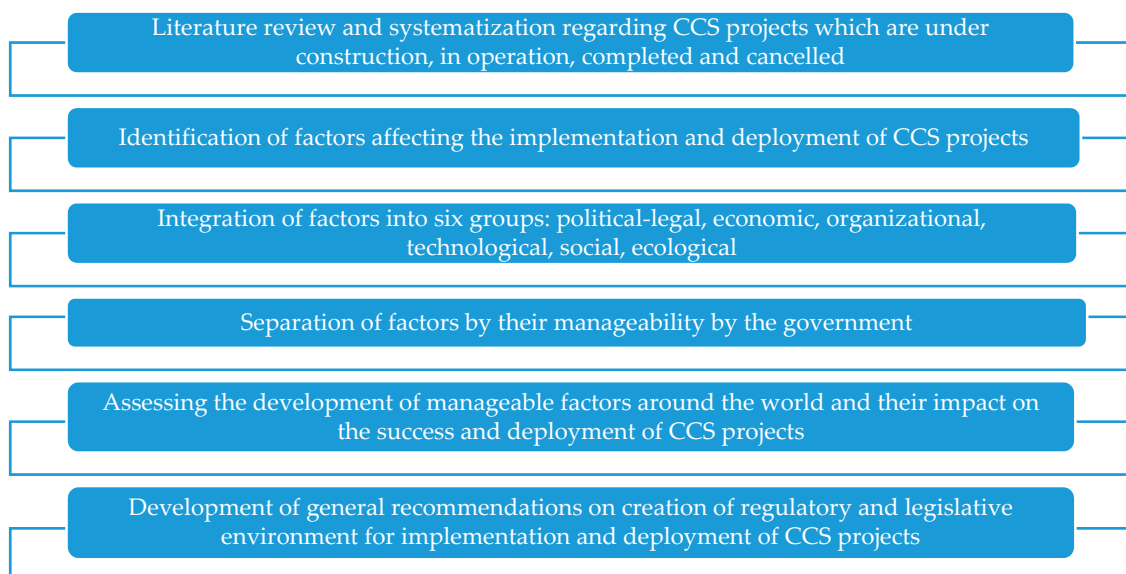 Literature review and systematization regarding CCS projects which are under
construction, in operation, completed and cancelled
Identification of factors affecting the implementation and deployment of CCS projects
Integration of factors into six groups: political-legal, economic, organizational,
technological, social, ecological
Separation of factors by their manageability by the government
Assessing the development of manageable factors around the world and their impact on
the success and deployment of CCS projects
Development of general recommendations on creation of regulatory and legislative
environment for implementation and deployment of CCS projects